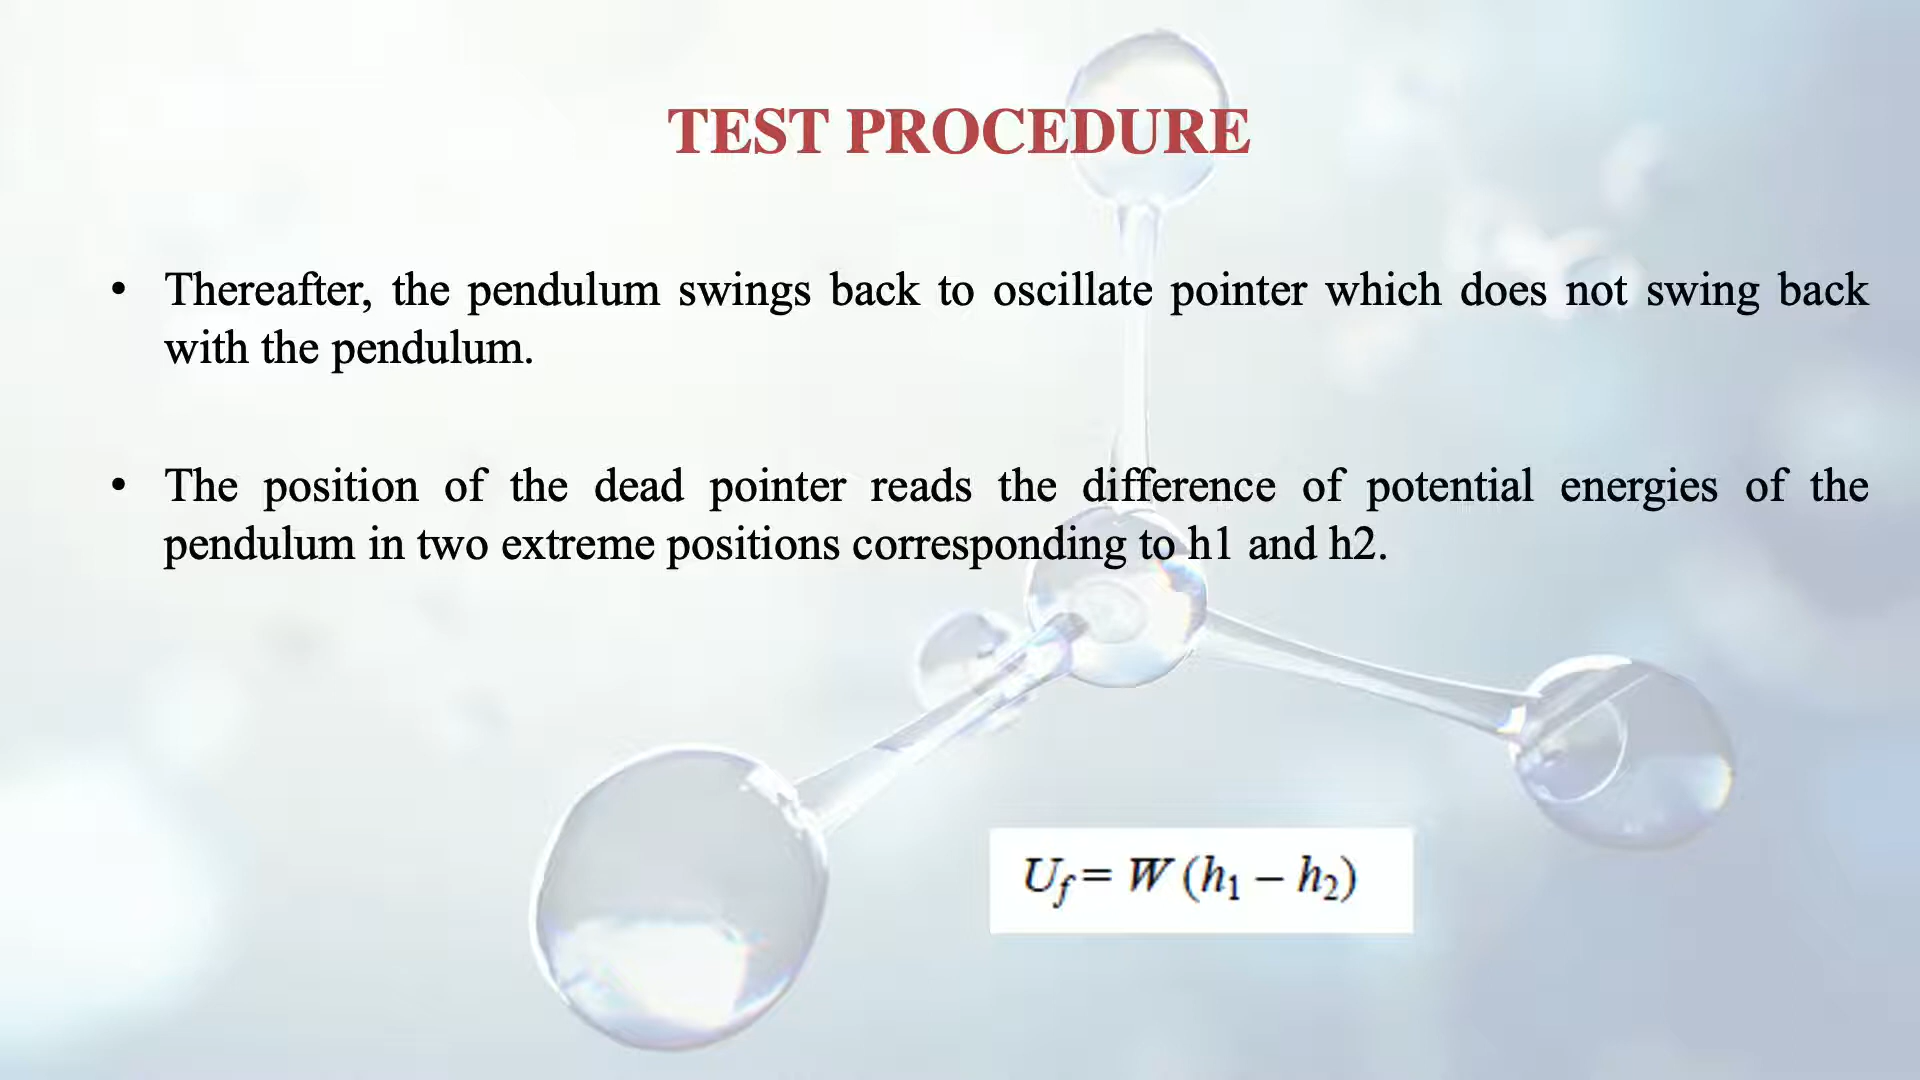 TEST PROCEDURE
• Thereafter, the pendulum swings back to oscillate pointer which does not swing back
with the pendulum.
• The position of the dead pointer reads the difference of potential energies of the
pendulum in two extreme positions corresponding to h1 and h2.
U_f = W (h₁ – h₂)